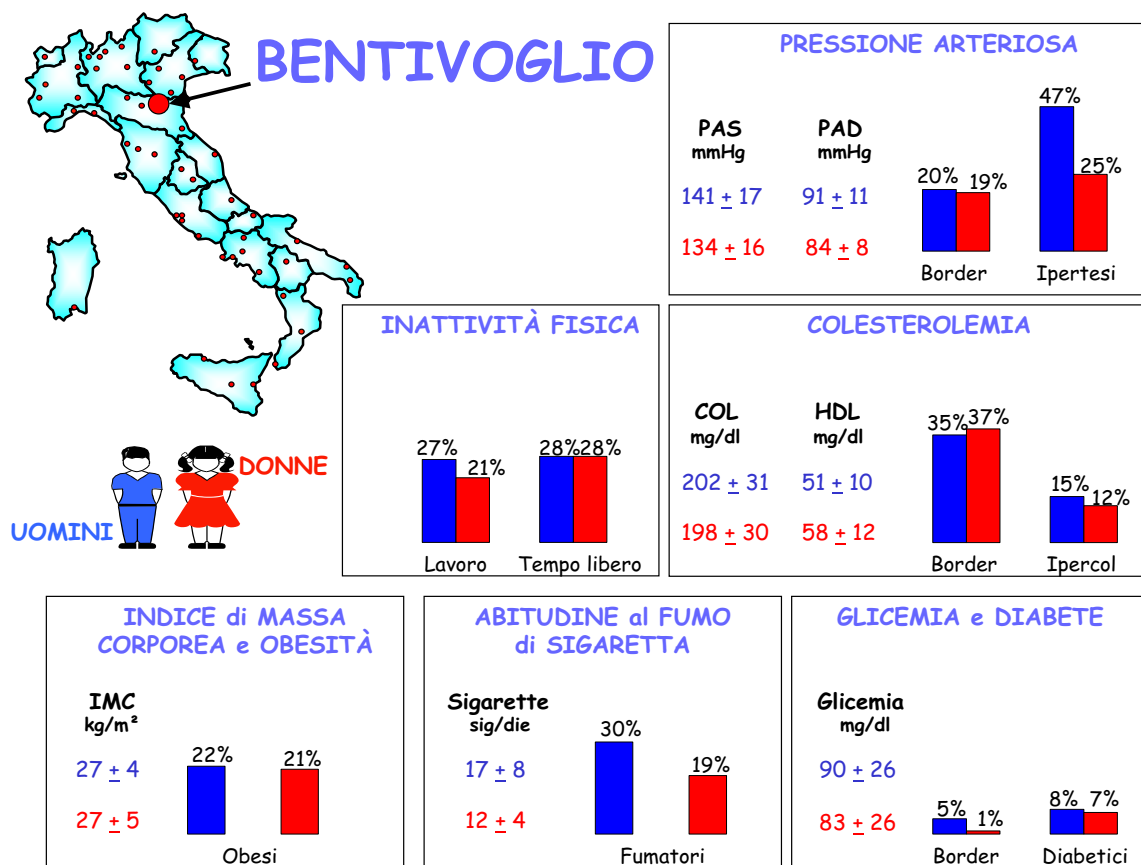 BENTIVOGLIO
UOMINI
DONNE
PRESSIONE ARTERIOSA
PAS PAD
mmHg mmHg
141 + 17 91 + 11
134 + 16 84 + 8
20% 19% 47% 25%
Border Ipertesi
INATTIVITÀ FISICA
27% 21% 28% 28%
Lavoro Tempo libero
COLESTEROLEMIA
COL HDL
mg/dl mg/dl
202 + 31 51 + 10
198 + 30 58 + 12
35% 37% 15% 12%
Border Ipercol
INDICE di MASSA
CORPOREA e OBESITÀ
IMC
kg/m²
27 + 4
27 + 5
22% 21%
Obesi
ABITUDINE al FUMO
di SIGARETTA
Sigarette
sig/die
17 + 8
12 + 4
30% 19%
Fumatori
GLICEMIA e DIABETE
Glicemia
mg/dl
90 + 26
83 + 26
5% 1% 8% 7%
Border Diabetici